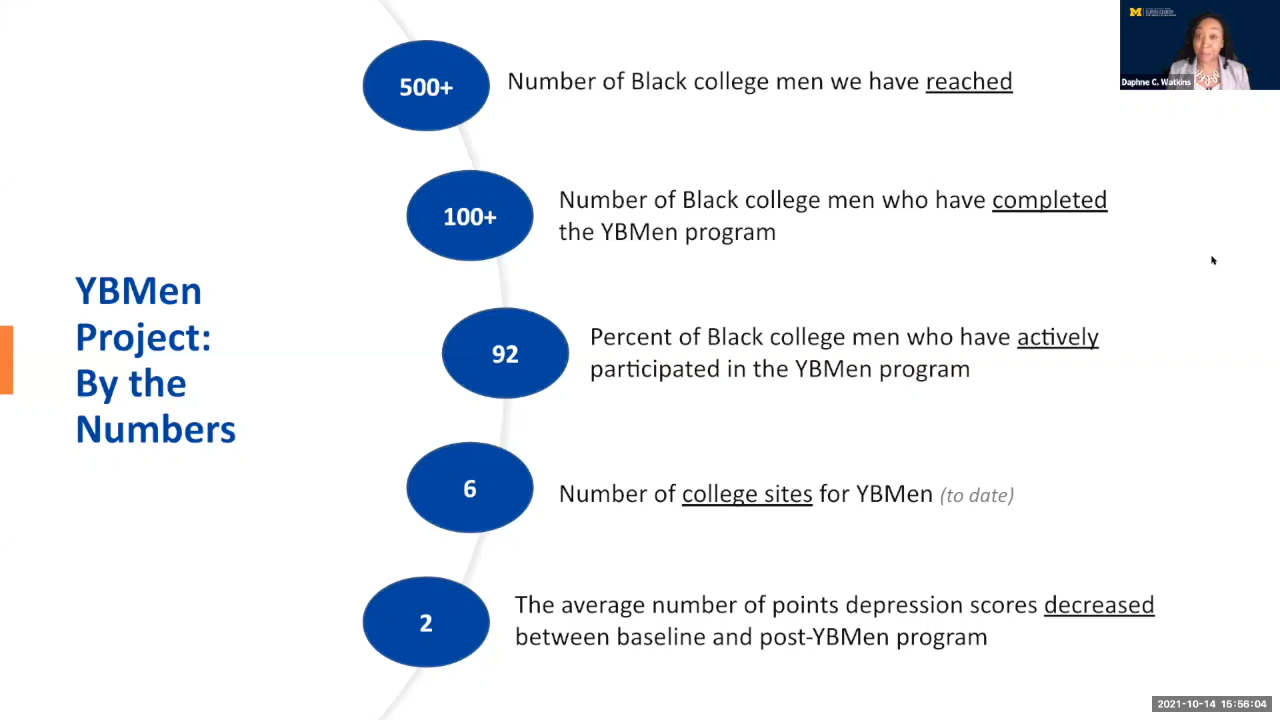 YBMen
Project:
By the
Numbers
500+
Number of Black college men we have reached
100+
Number of Black college men who have completed
the YBMen program
92
Percent of Black college men who have actively
participated in the YBMen program
6
Number of college sites for YBMen (to date)
2
The average number of points depression scores decreased
between baseline and post-YBMen program
M
Daphne C. Watkins
2021-10-14 15:56:04